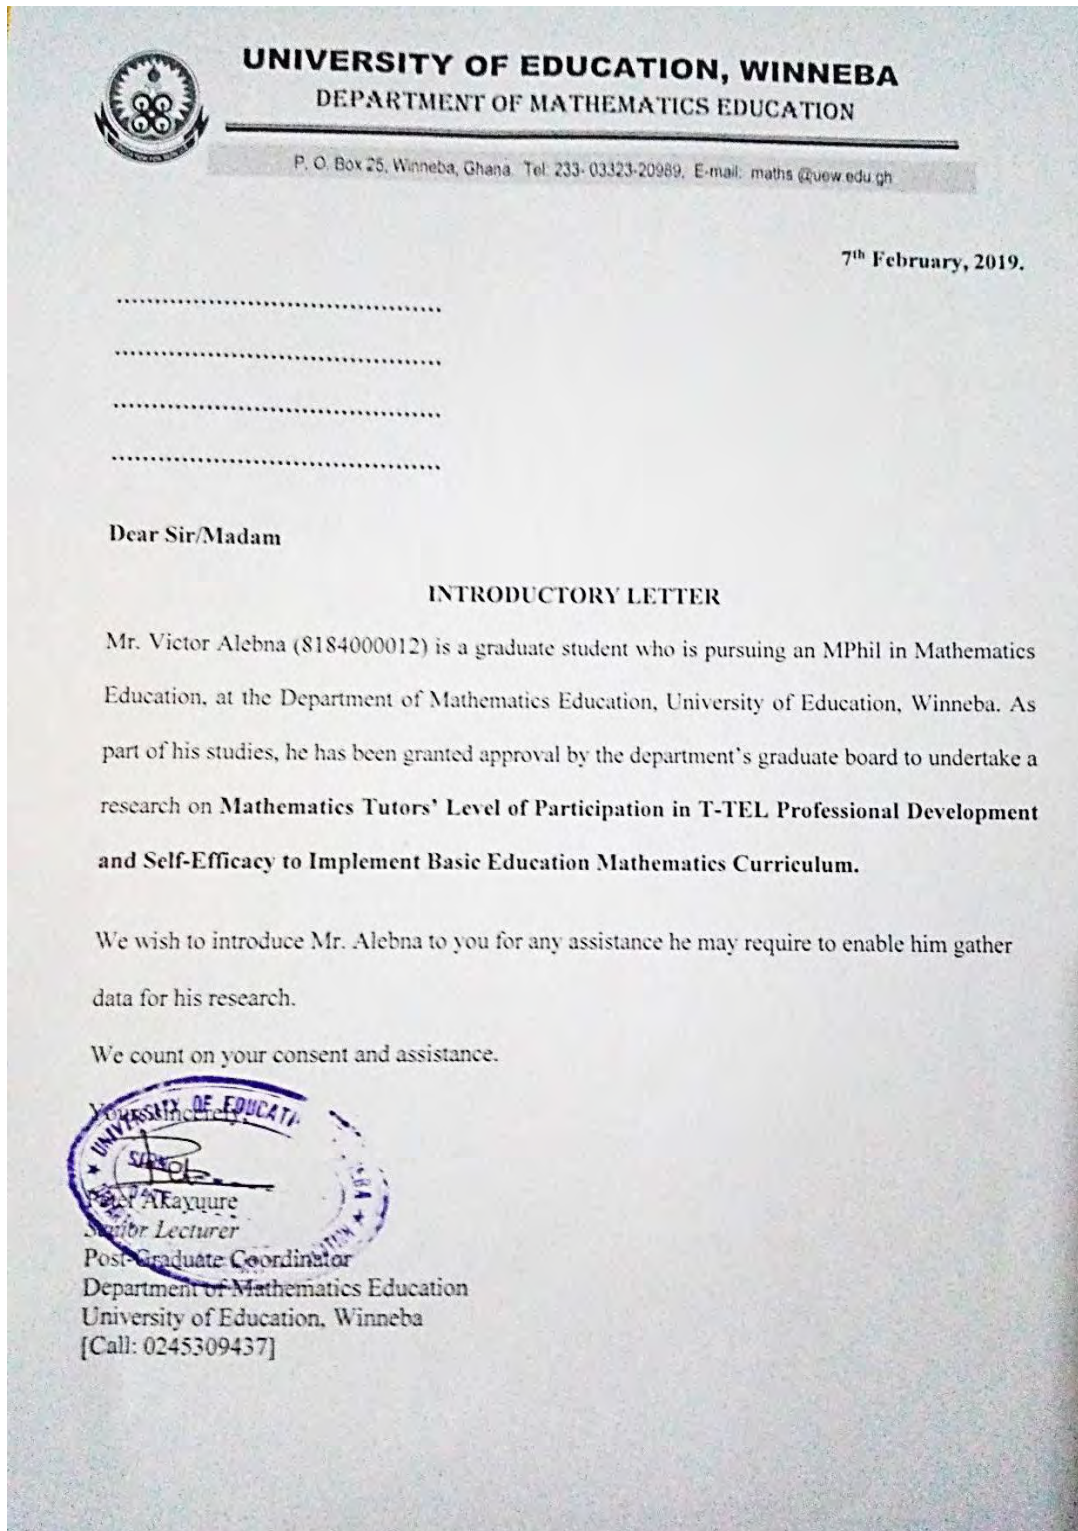 UNIVERSITY OF EDUCATION, WINNEBA
DEPARTMENT OF MATHEMATICS EDUCATION
P. O. Box 25, Winneba, Ghana. Tel: 233- 03323-20989, E-mail: maths @uew.edu.gh
7th February, 2019.
Dear Sir/Madam
INTRODUCTORY LETTER
Mr. Victor Alebna (8184000012) is a graduate student who is pursuing an MPhil in Mathematics
Education, at the Department of Mathematics Education, University of Education, Winneba. As
part of his studies, he has been granted approval by the department's graduate board to undertake a
research on Mathematics Tutors' Level of Participation in T-TEL Professional Development
and Self-Efficacy to Implement Basic Education Mathematics Curriculum.
We wish to introduce Mr. Alebna to you for any assistance he may require to enable him gather
data for his research.
We count on your consent and assistance.
Yours sincerely,
UNIVERSITY OF EDUCATI
Peter Akayuure
Senior Lecturer
Post-Graduate Coordinator
Department of Mathematics Education
University of Education, Winneba
[Call: 0245309437]